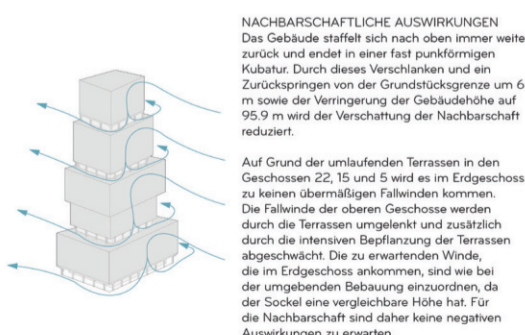 NACHBARSCHAFTLICHE AUSWIRKUNGEN
Das Gebäude staffelt sich nach oben immer weite
zurück und endet in einer fast punkförmigen
Kubatur. Durch dieses Verschlanken und ein
Zurückspringen von der Grundstücksgrenze um 6
m sowie der Verringerung der Gebäudehöhe auf
95.9 m wird der Verschattung der Nachbarschaft
reduziert.
Auf Grund der umlaufenden Terrassen in den
Geschossen 22, 15 und 5 wird es im Erdgeschoss
zu keinen übermäßigen Fallwinden kommen.
Die Fallwinde der oberen Geschosse werden
durch die Terrassen umgelenkt und zusätzlich
durch die intensiven Bepflanzung der Terrassen
abgeschwächt. Die zu erwartenden Winde,
die im Erdgeschoss ankommen, sind wie bei
der umgebenden Bebauung einzuordnen, da
der Sockel eine vergleichbare Höhe hat. Für
die Nachbarschaft sind daher keine negativen
Auswirkungen zu erwarten